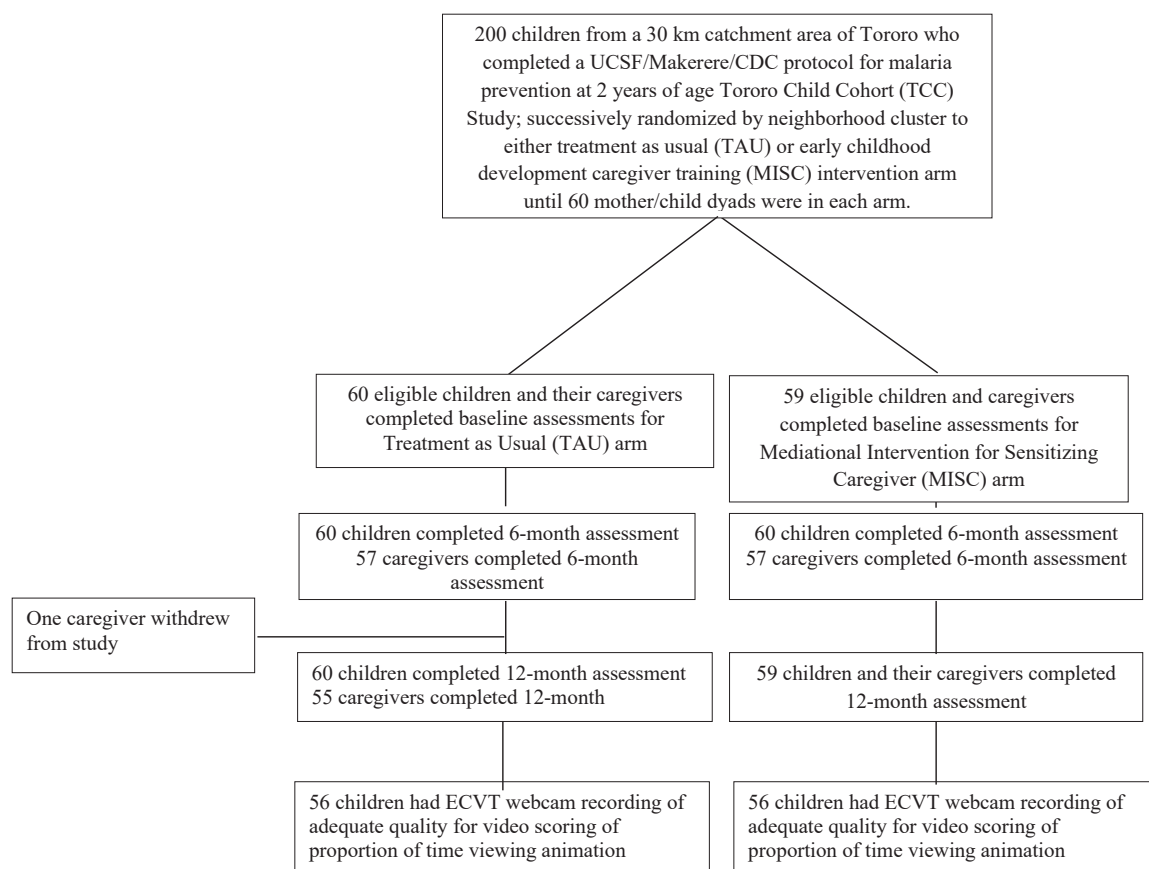 200 children from a 30 km catchment area of Tororo who
completed a UCSF/Makerere/CDC protocol for malaria
prevention at 2 years of age Tororo Child Cohort (TCC)
Study; successively randomized by neighborhood cluster to
either treatment as usual (TAU) or early childhood
development caregiver training (MISC) intervention arm
until 60 mother/child dyads were in each arm.
60 eligible children and their caregivers
completed baseline assessments for
Treatment as Usual (TAU) arm
59 eligible children and caregivers
completed baseline assessments for
Mediational Intervention for Sensitizing
Caregiver (MISC) arm
60 children completed 6-month assessment
57 caregivers completed 6-month
assessment
60 children completed 6-month assessment
57 caregivers completed 6-month assessment
One caregiver withdrew
from study
60 children completed 12-month assessment
55 caregivers completed 12-month
59 children and their caregivers completed
12-month assessment
56 children had ECVT webcam recording of
adequate quality for video scoring of
proportion of time viewing animation
56 children had ECVT webcam recording of
adequate quality for video scoring of
proportion of time viewing animation